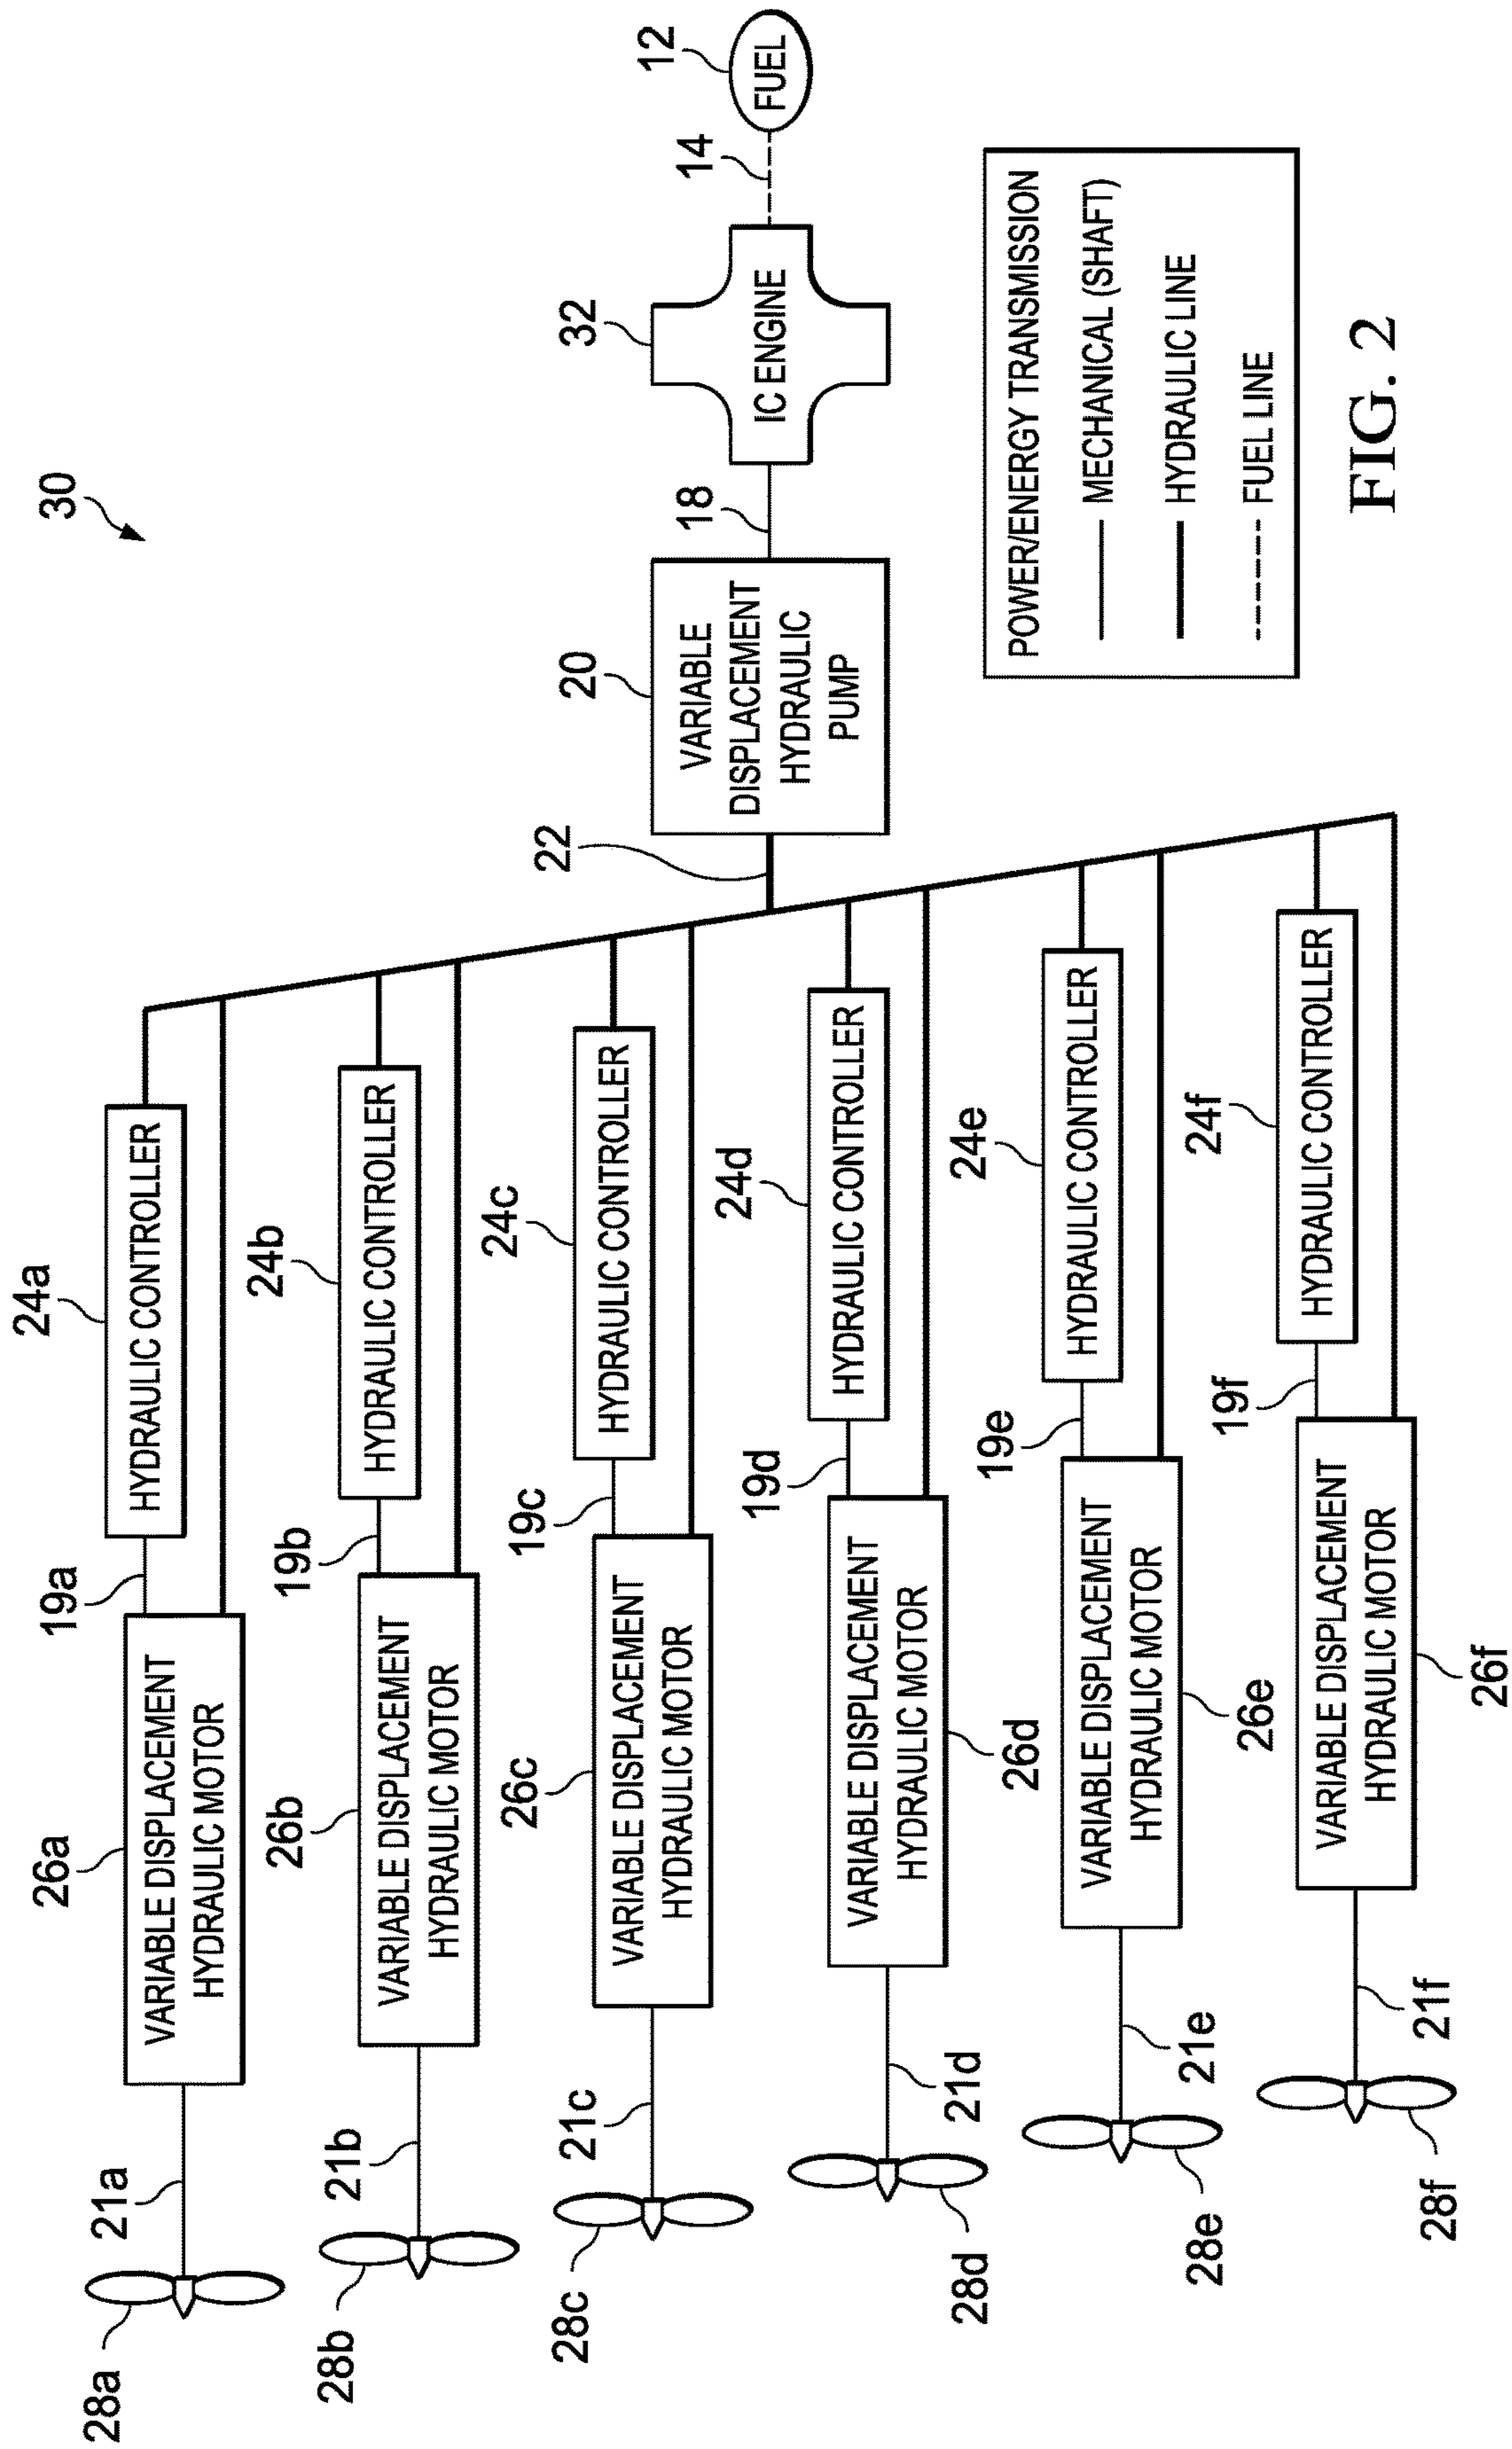 30
28a
21a
26a
VARIABLE DISPLACEMENT
HYDRAULIC MOTOR
19a
24a
HYDRAULIC CONTROLLER
28b
21b
26b
VARIABLE DISPLACEMENT
HYDRAULIC MOTOR
19b
24b
HYDRAULIC CONTROLLER
28c
21c
26c
VARIABLE DISPLACEMENT
HYDRAULIC MOTOR
19c
24c
HYDRAULIC CONTROLLER
22
20
VARIABLE
DISPLACEMENT
HYDRAULIC
PUMP
18
32
IC ENGINE
14
12
FUEL
28d
21d
26d
VARIABLE DISPLACEMENT
HYDRAULIC MOTOR
19d
24d
HYDRAULIC CONTROLLER
28e
21e
26e
VARIABLE DISPLACEMENT
HYDRAULIC MOTOR
19e
24e
HYDRAULIC CONTROLLER
28f
21f
26f
VARIABLE DISPLACEMENT
HYDRAULIC MOTOR
19f
24f
HYDRAULIC CONTROLLER
POWER/ENERGY TRANSMISSION
MECHANICAL (SHAFT)
HYDRAULIC LINE
FUEL LINE
FIG. 2